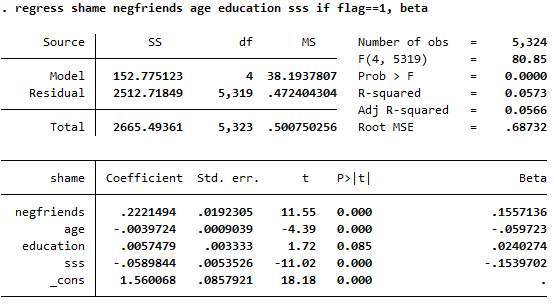 . regress shame negfriends age education sss if flag==1, beta
Source SS df MS Number of obs = 5,324
F(4, 5319) = 80.85
Model 152.775123 4 38.1937807 Prob > F = 0.0000
Residual 2512.71849 5,319 .472404304 R-squared = 0.0573
Adj R-squared = 0.0566
Total 2665.49361 5,323 .500750256 Root MSE = .68732
shame Coefficient Std. err. t P>|t| Beta
negfriends .2221494 .0192305 11.55 0.000 .1557136
age -.0039724 .0009039 -4.39 0.000 -.059723
education .0057479 .003333 1.72 0.085 .0240274
sss -.0589844 .0053526 -11.02 0.000 -.1539702
_cons 1.560068 .0857921 18.18 0.000 .